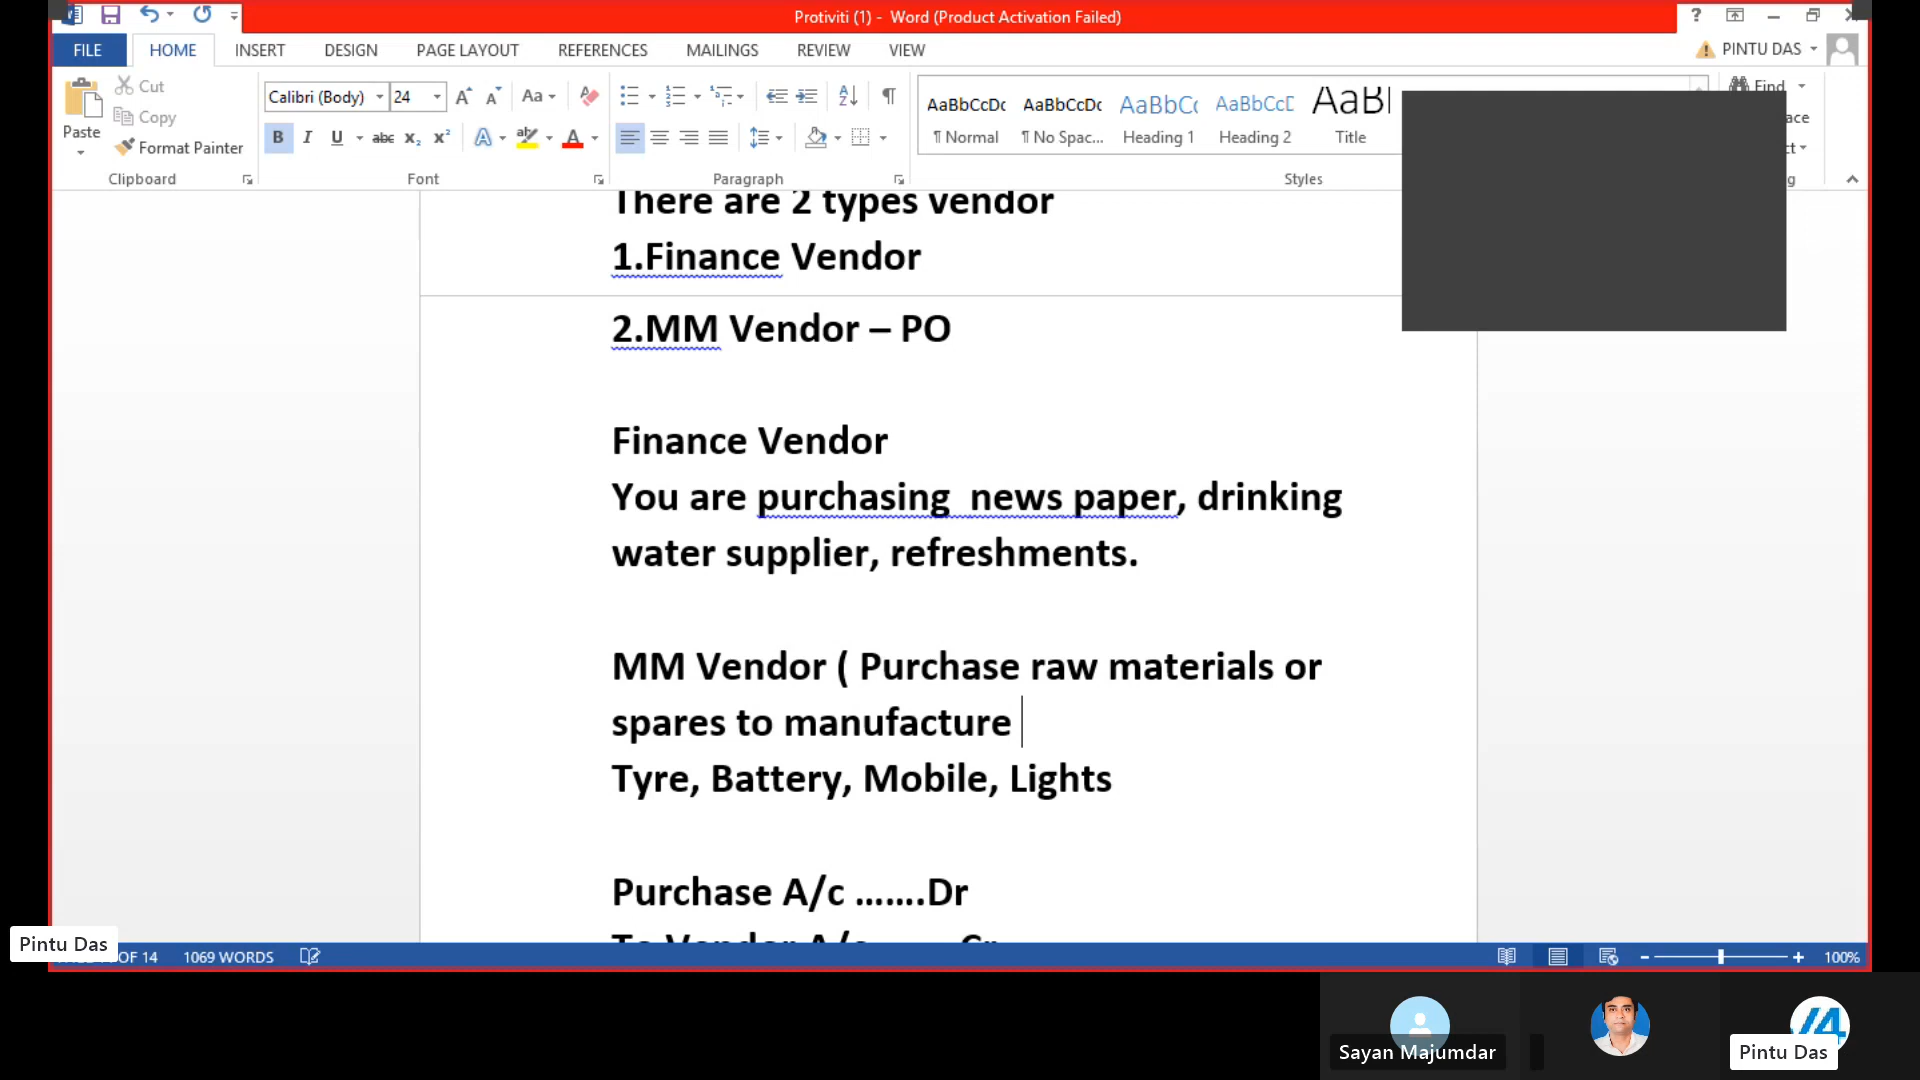 Protiviti (1) - Word (Product Activation Failed)
FILE HOME INSERT DESIGN PAGE LAYOUT REFERENCES MAILINGS REVIEW VIEW PINTU DAS
Paste
Cut
Copy
Format Painter
Clipboard
Calibri (Body) 24
Font
Paragraph
AaBbCcDc AaBbCcDc AaBbCc AaBbCcD AaBI
¶ Normal ¶ No Spac... Heading 1 Heading 2 Title
Styles
Find
There are 2 types vendor
1.Finance Vendor
2.MM Vendor – PO
Finance Vendor
You are purchasing  news paper, drinking
water supplier, refreshments.
MM Vendor ( Purchase raw materials or
spares to manufacture
Tyre, Battery, Mobile, Lights
Purchase A/c …….Dr
Pintu Das
OF 14 1069 WORDS
100%
Sayan Majumdar
Pintu Das